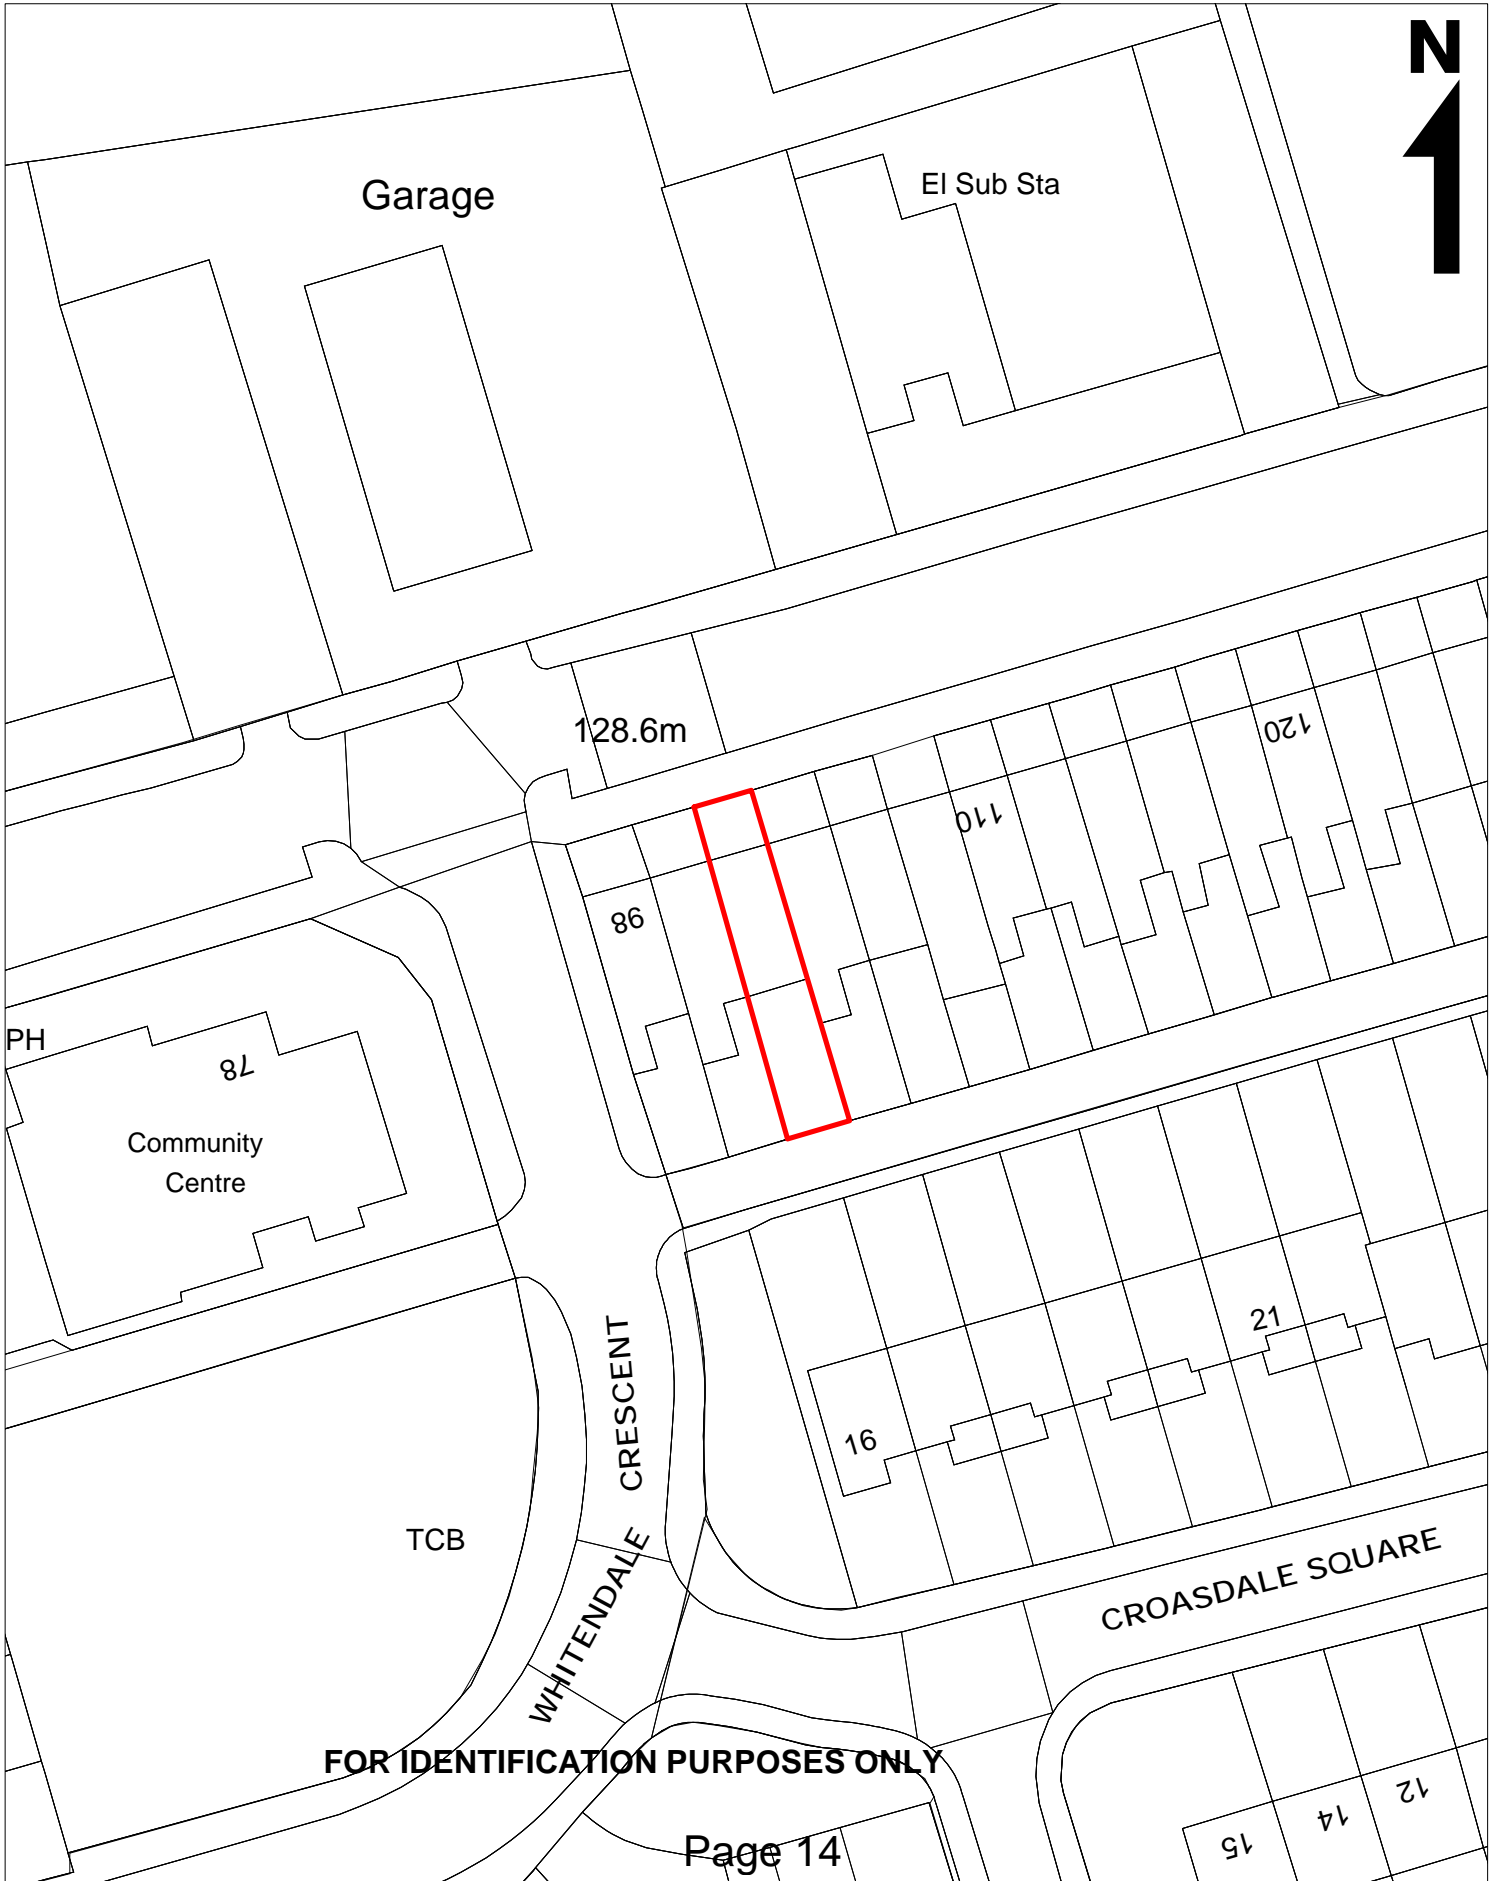 N
Garage
El Sub Sta
128.6m
120
110
98
PH
78
Community
Centre
21
16
WHITENDALE CRESCENT
TCB
CROASDALE SQUARE
FOR IDENTIFICATION PURPOSES ONLY
12
14
15
Page 14